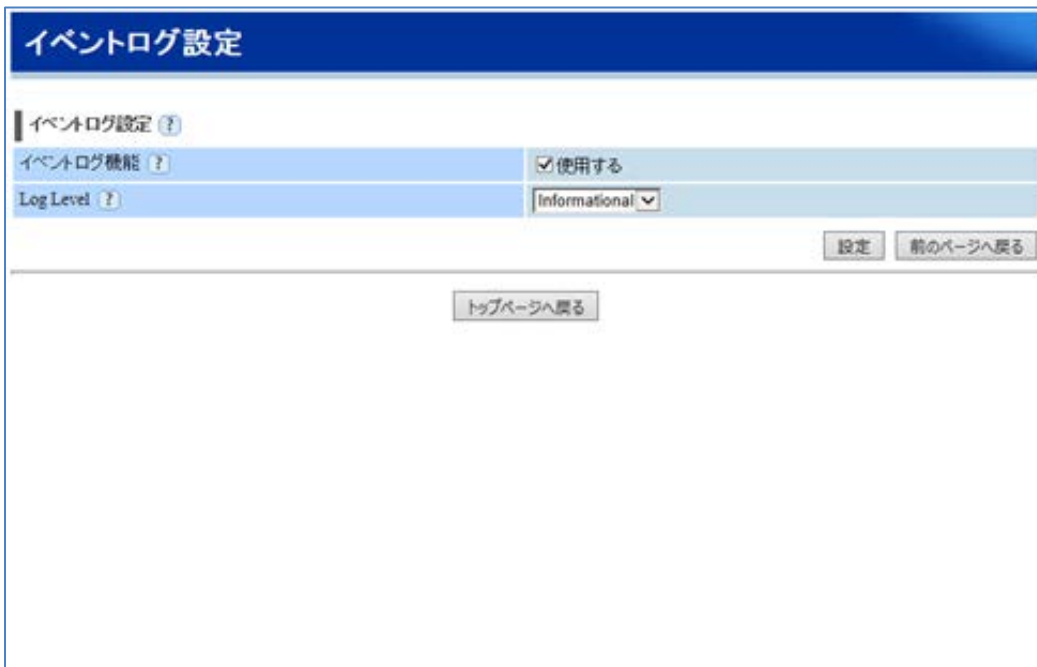 イベントログ設定
イベントログ設定 ?
イベントログ機能 ? 使用する
Log Level ? Informational
設定 前のページへ戻る
トップページへ戻る